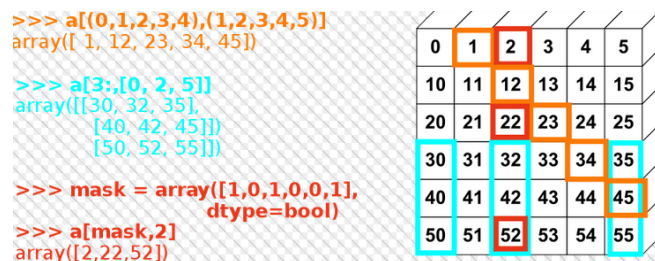 >>> a[(0,1,2,3,4),(1,2,3,4,5)]
array([ 1, 12, 23, 34, 45])
>>> a[3:,[0, 2, 5]]
array([[30, 32, 35],
[40, 42, 45]])
[50, 52, 55]])
>>> mask = array([1,0,1,0,0,1],
dtype=bool)
>>> a[mask,2]
array([2,22,52])
0 1 2 3 4 5
10 11 12 13 14 15
20 21 22 23 24 25
30 31 32 33 34 35
40 41 42 43 44 45
50 51 52 53 54 55